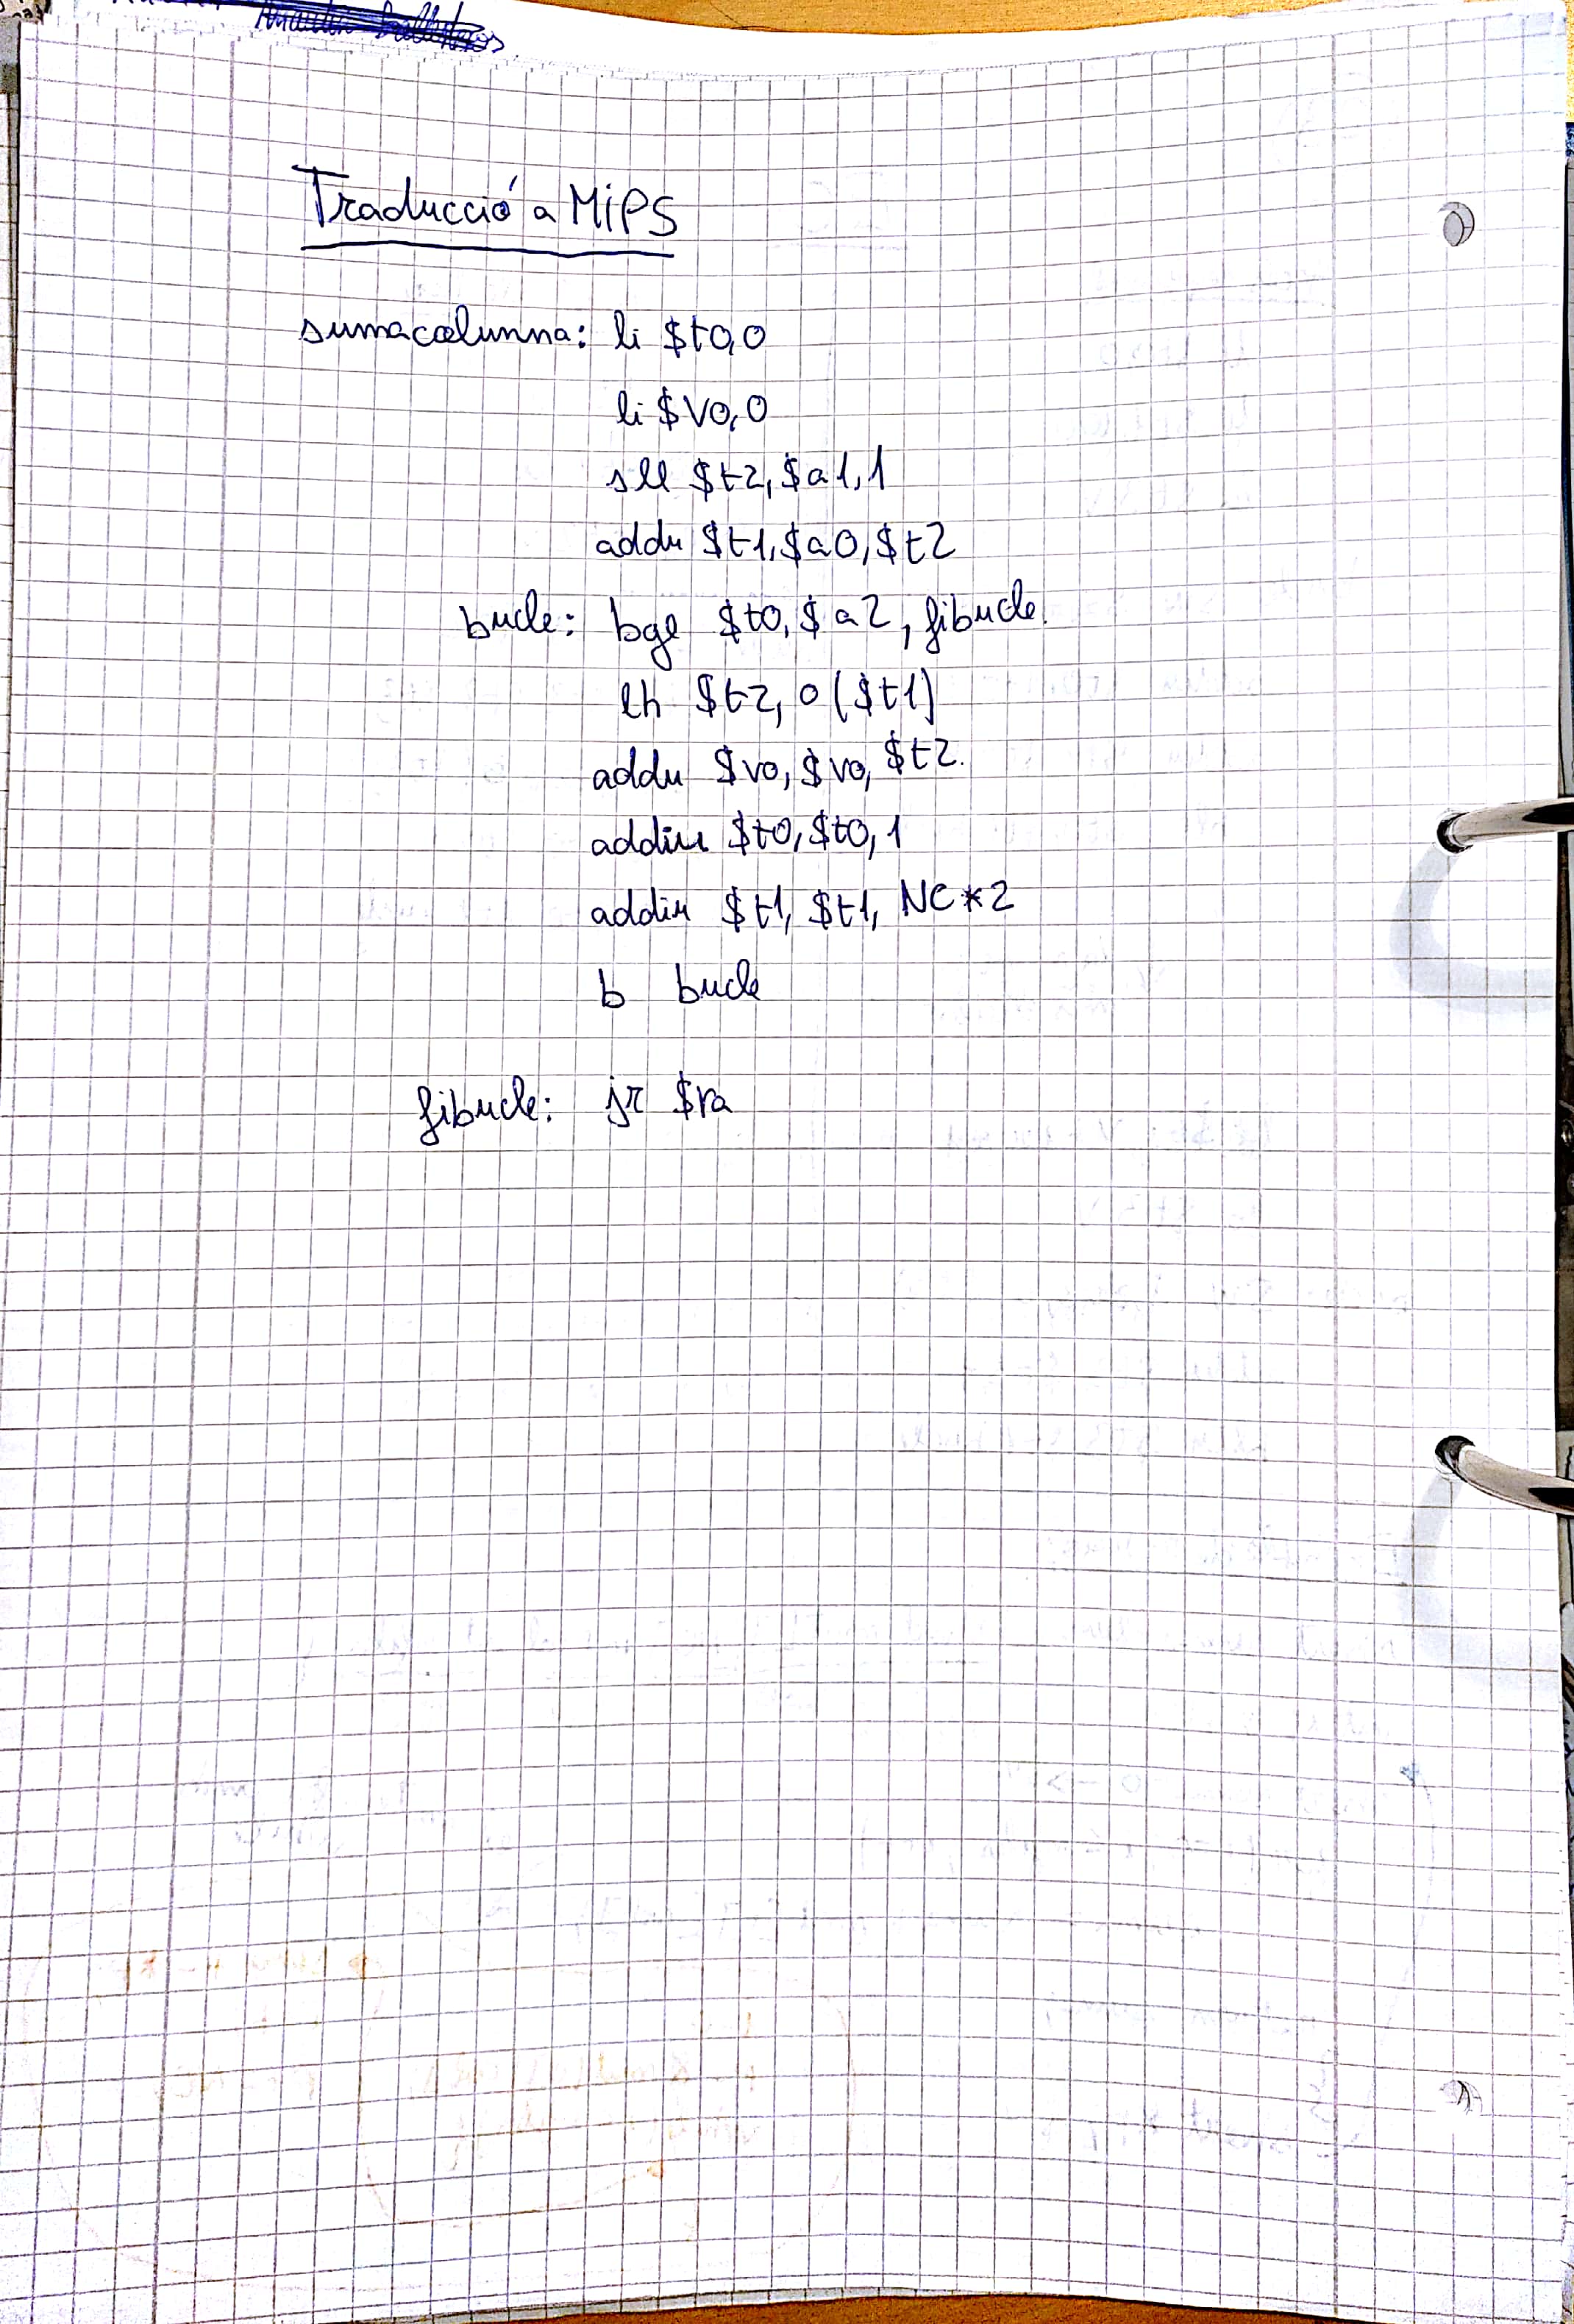 Traducció a MiPS
sumacolumna: li $t0,0
li $v0,0
sll $t2,$a1,1
addu $t1,$a0,$t2
bucle: bge $t0,$a2, fibucle.
lh $t2, 0($t1)
addu $v0,$v0,$t2.
addiu $t0,$t0,1
addiu $t1,$t1, NC*2
b bucle
fibucle: jr $ra